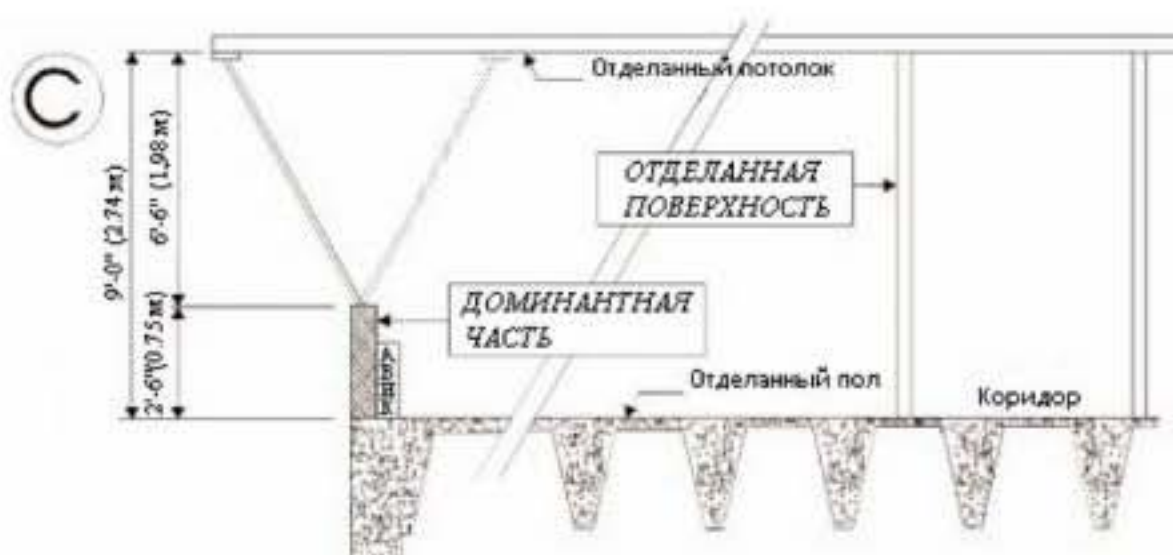 C
Отделанный потолок
9'-0" (2.74 м)
6'-6" (1,98 м)
ОТДЕЛАННАЯ
ПОВЕРХНОСТЬ
ДОМИНАНТНАЯ
ЧАСТЬ
2'-6"(0.75 м)
Отделанный пол
Коридор